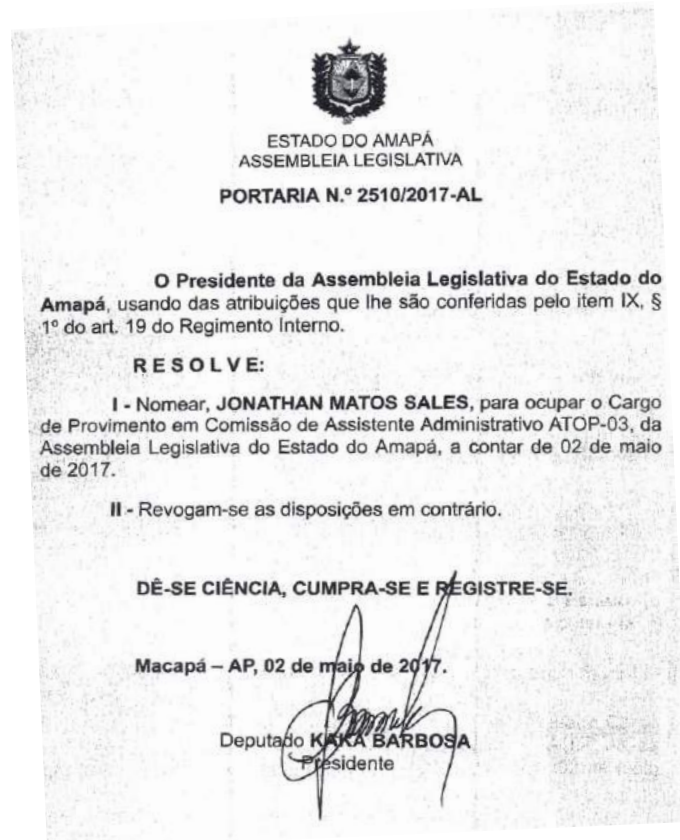 ESTADO DO AMAPÁ
ASSEMBLEIA LEGISLATIVA
PORTARIA N.º 2510/2017-AL
O Presidente da Assembleia Legislativa do Estado do
Amapá, usando das atribuições que lhe são conferidas pelo item IX, §
1º do art. 19 do Regimento Interno.
R E S O L V E:
I - Nomear, JONATHAN MATOS SALES, para ocupar o Cargo
de Provimento em Comissão de Assistente Administrativo ATOP-03, da
Assembleia Legislativa do Estado do Amapá, a contar de 02 de maio
de 2017.
II - Revogam-se as disposições em contrário.
DÊ-SE CIÊNCIA, CUMPRA-SE E REGISTRE-SE.
Macapá – AP, 02 de maio de 2017.
Deputado KAKÁ BARBOSA
Presidente